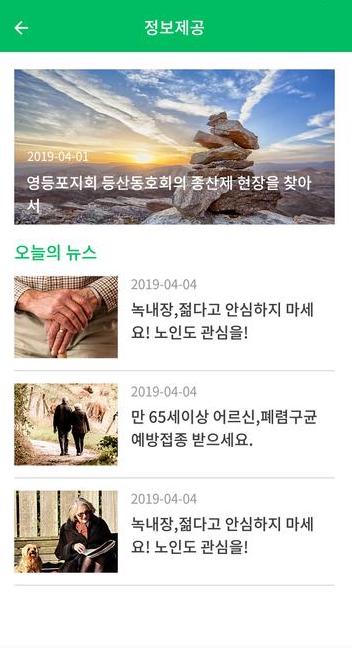 정보제공
2019-04-01
영등포지회 등산동호회의 종산제 현장을 찾아
서
오늘의 뉴스
2019-04-04
녹내장,젊다고 안심하지 마세
요! 노인도 관심을!
2019-04-04
만 65세이상 어르신,폐렴구균
예방접종 받으세요.
2019-04-04
녹내장,젊다고 안심하지 마세
요! 노인도 관심을!